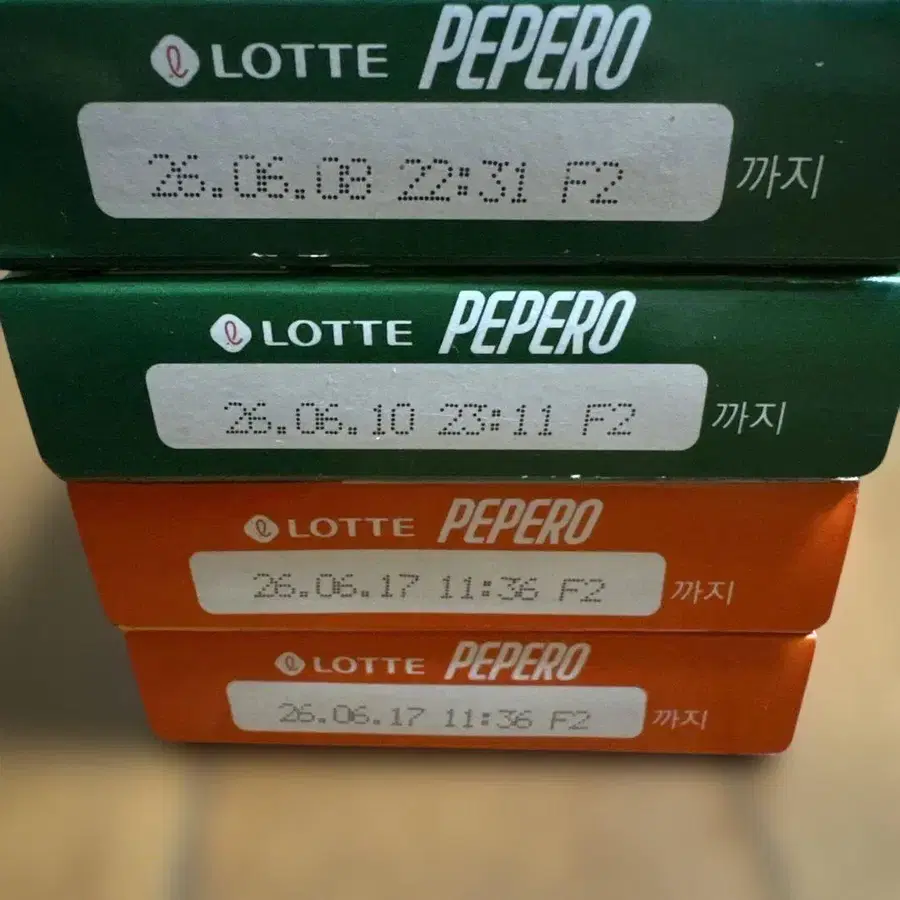 LOTTE PEPERO
26.06.08 22:31 F2 까지
LOTTE PEPERO
26.06.10 23:11 F2 까지
LOTTE PEPERO
26.06.17 11:36 F2 까지
LOTTE PEPERO
26.06.17 11:36 F2 까지